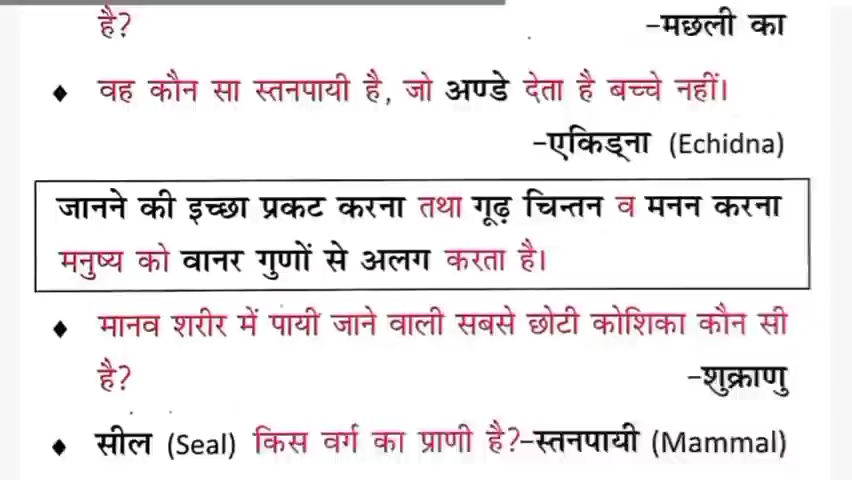 है? -मछली का
♦ वह कौन सा स्तनपायी है, जो अण्डे देता है बच्चे नहीं।
-एकिड्ना (Echidna)
जानने की इच्छा प्रकट करना तथा गूढ़ चिन्तन व मनन करना
मनुष्य को वानर गुणों से अलग करता है।
♦ मानव शरीर में पायी जाने वाली सबसे छोटी कोशिका कौन सी
है? -शुक्राणु
♦ सील (Seal) किस वर्ग का प्राणी है?-स्तनपायी (Mammal)